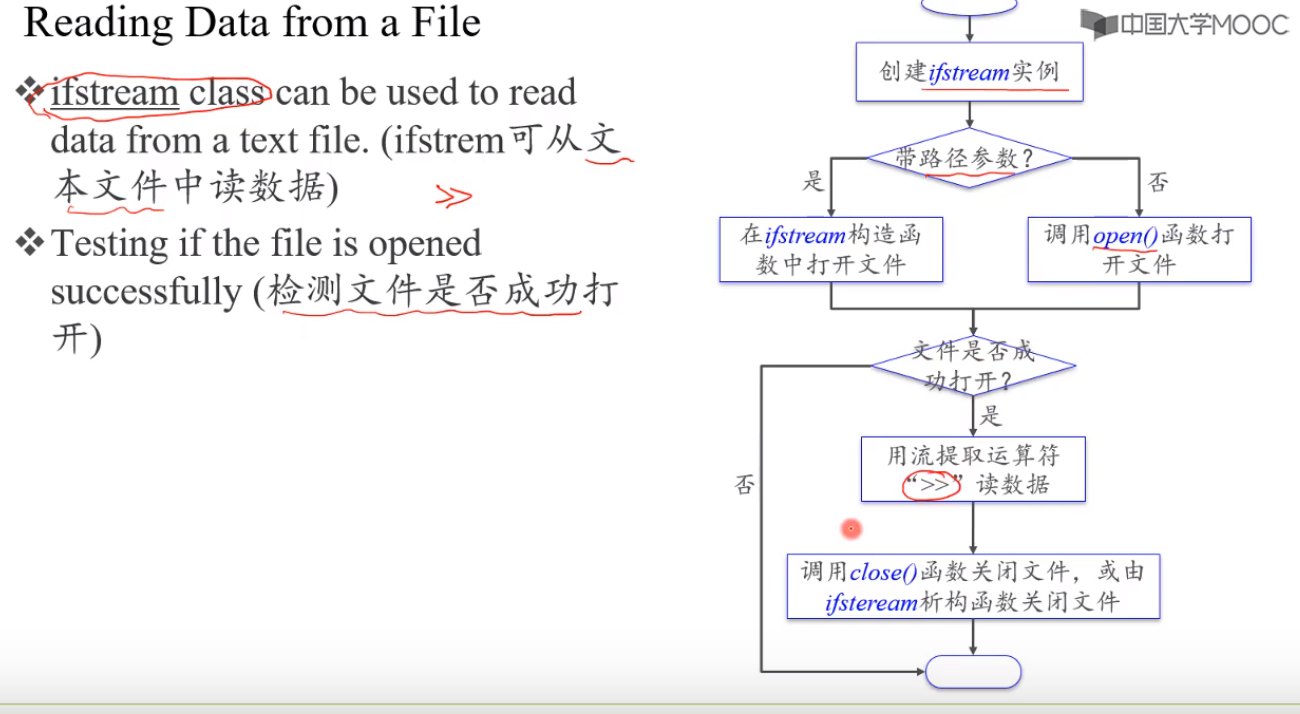 Reading Data from a File
中国大学MOOC
❖ifstream class can be used to read
data from a text file. (ifstrem可从文
本文件中读数据)
>>
❖Testing if the file is opened
successfully (检测文件是否成功打
开)
创建ifstream实例
带路径参数?
是
否
在ifstream构造函
数中打开文件
调用open()函数打
开文件
文件是否成
功打开?
是
否
用流提取运算符
“>>”读数据
调用close()函数关闭文件，或由
ifsteream析构函数关闭文件